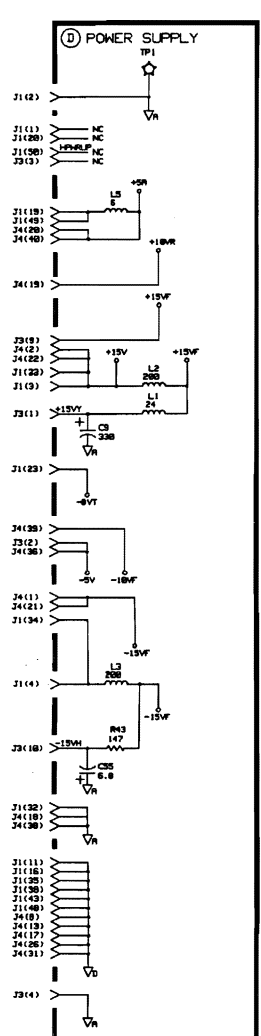 D POWER SUPPLY
TP1
J1(2)
A
J1(1) NC
J1(20) NC
HPWRUP
J1(50) NC
J3(3) NC
+5A
L5
6
J1(19)
J1(49)
J4(20)
J4(40)
+10VR
J4(19)
+15VF
J3(9)
J4(2)
J4(22)
J1(33)
J1(3)
+15V
L2
200
+15VF
L1
24
J3(1) +15VY
+
C9
330
A
J1(23)
-8VT
J4(39)
J3(2)
J4(36)
-5V
-10VF
J4(1)
J4(21)
J1(34)
-15VF
L3
200
J1(4)
-15VF
R43
147
J3(10) -15VH
C35
6.8
+
A
J1(32)
J4(18)
J4(38)
A
J1(11)
J1(16)
J1(35)
J1(38)
J1(43)
J1(48)
J4(8)
J4(13)
J4(17)
J4(26)
J4(31)
D
J3(4)
A